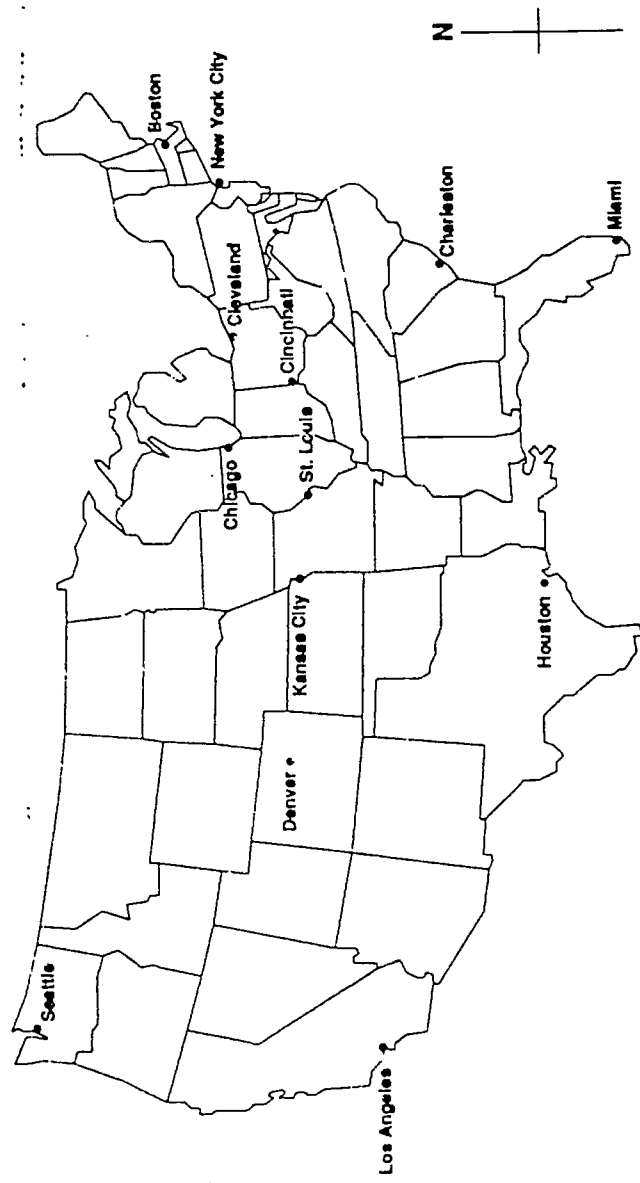 Seattle
Boston
New York City
Cleveland
Chicago
Cincinnati
St. Louis
Kansas City
Denver
Los Angeles
Charleston
Houston
Miami
N